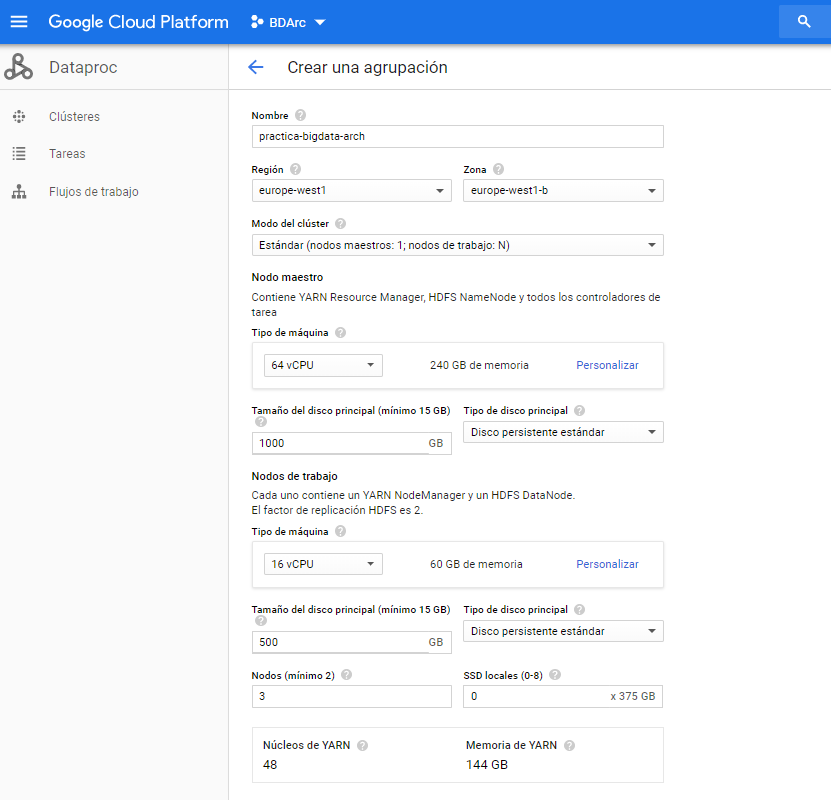 Google Cloud Platform BDArc
Dataproc
Crear una agrupación
Clústeres
Tareas
Flujos de trabajo
Nombre
practica-bigdata-arch
Región Zona
europe-west1 europe-west1-b
Modo del clúster
Estándar (nodos maestros: 1; nodos de trabajo: N)
Nodo maestro
Contiene YARN Resource Manager, HDFS NameNode y todos los controladores de
tarea
Tipo de máquina
64 vCPU 240 GB de memoria Personalizar
Tamaño del disco principal (mínimo 15 GB) Tipo de disco principal
1000 GB Disco persistente estándar
Nodos de trabajo
Cada uno contiene un YARN NodeManager y un HDFS DataNode.
El factor de replicación HDFS es 2.
Tipo de máquina
16 vCPU 60 GB de memoria Personalizar
Tamaño del disco principal (mínimo 15 GB) Tipo de disco principal
500 GB Disco persistente estándar
Nodos (mínimo 2) SSD locales (0-8)
3 0 x 375 GB
Núcleos de YARN Memoria de YARN
48 144 GB